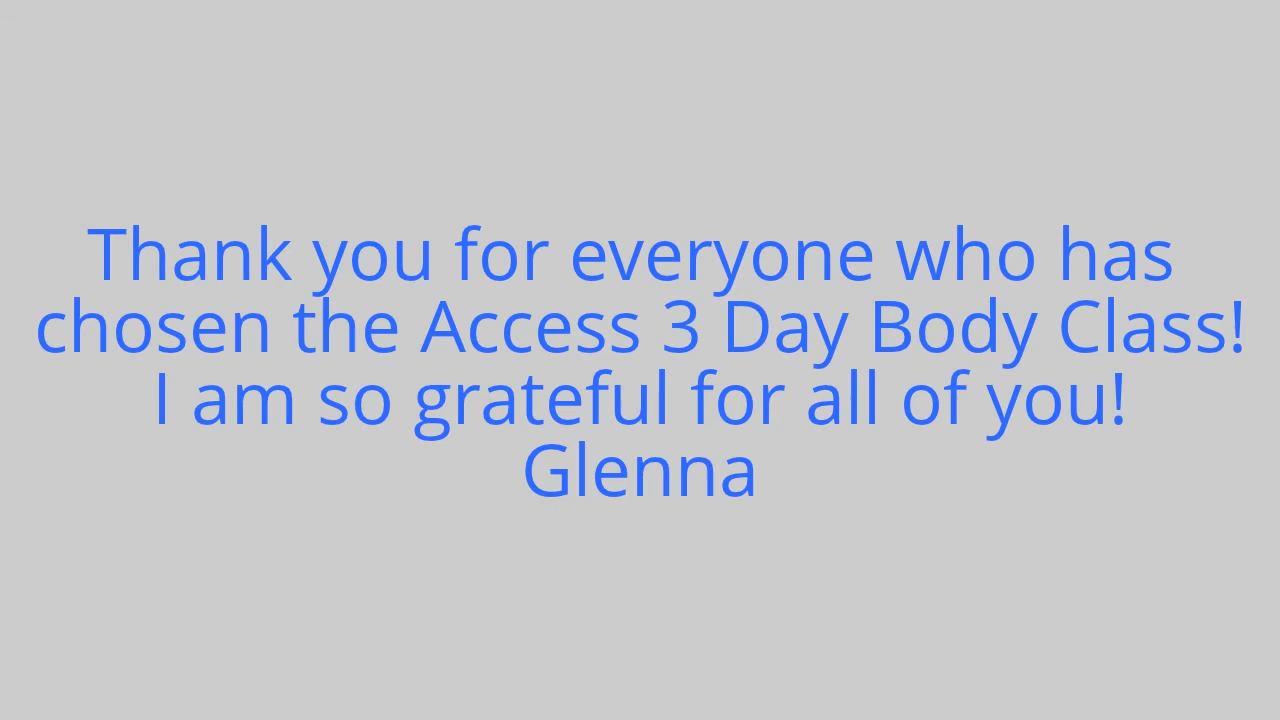 Thank you for everyone who has
chosen the Access 3 Day Body Class!
I am so grateful for all of you!
Glenna